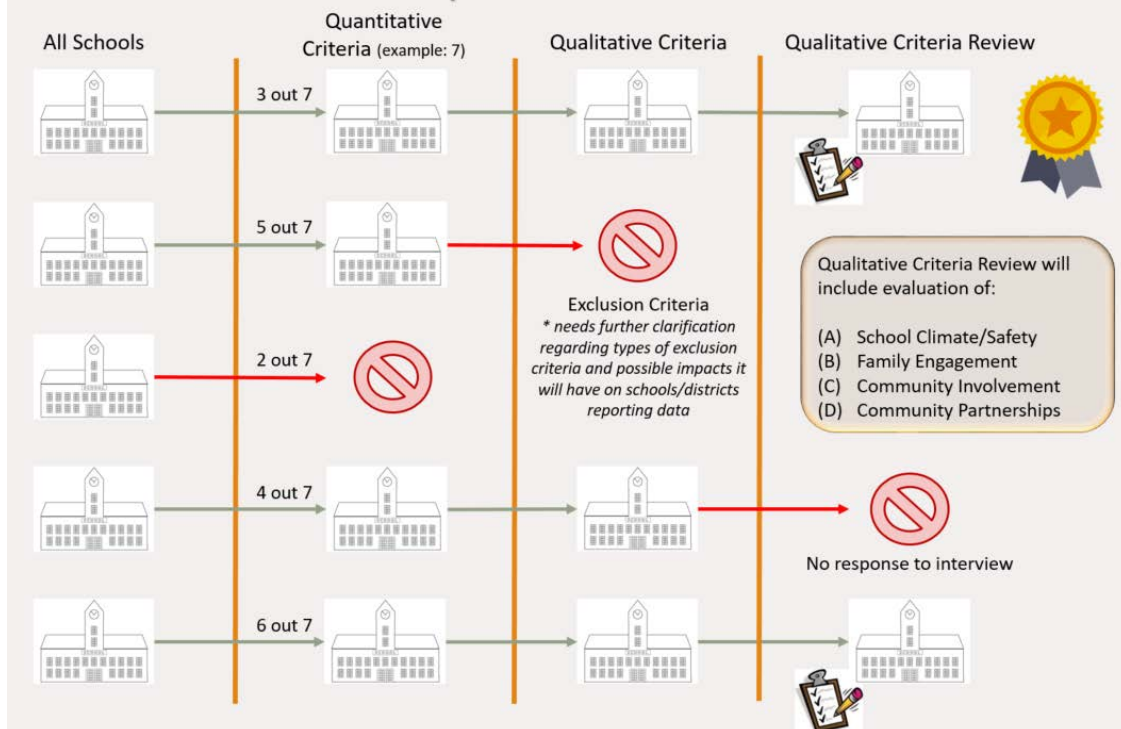 All Schools
Quantitative
Criteria (example: 7)
Qualitative Criteria
Qualitative Criteria Review
3 out 7
5 out 7
Exclusion Criteria
* needs further clarification
regarding types of exclusion
criteria and possible impacts it
will have on schools/districts
reporting data
Qualitative Criteria Review will
include evaluation of:
(A) School Climate/Safety
(B) Family Engagement
(C) Community Involvement
(D) Community Partnerships
2 out 7
4 out 7
No response to interview
6 out 7